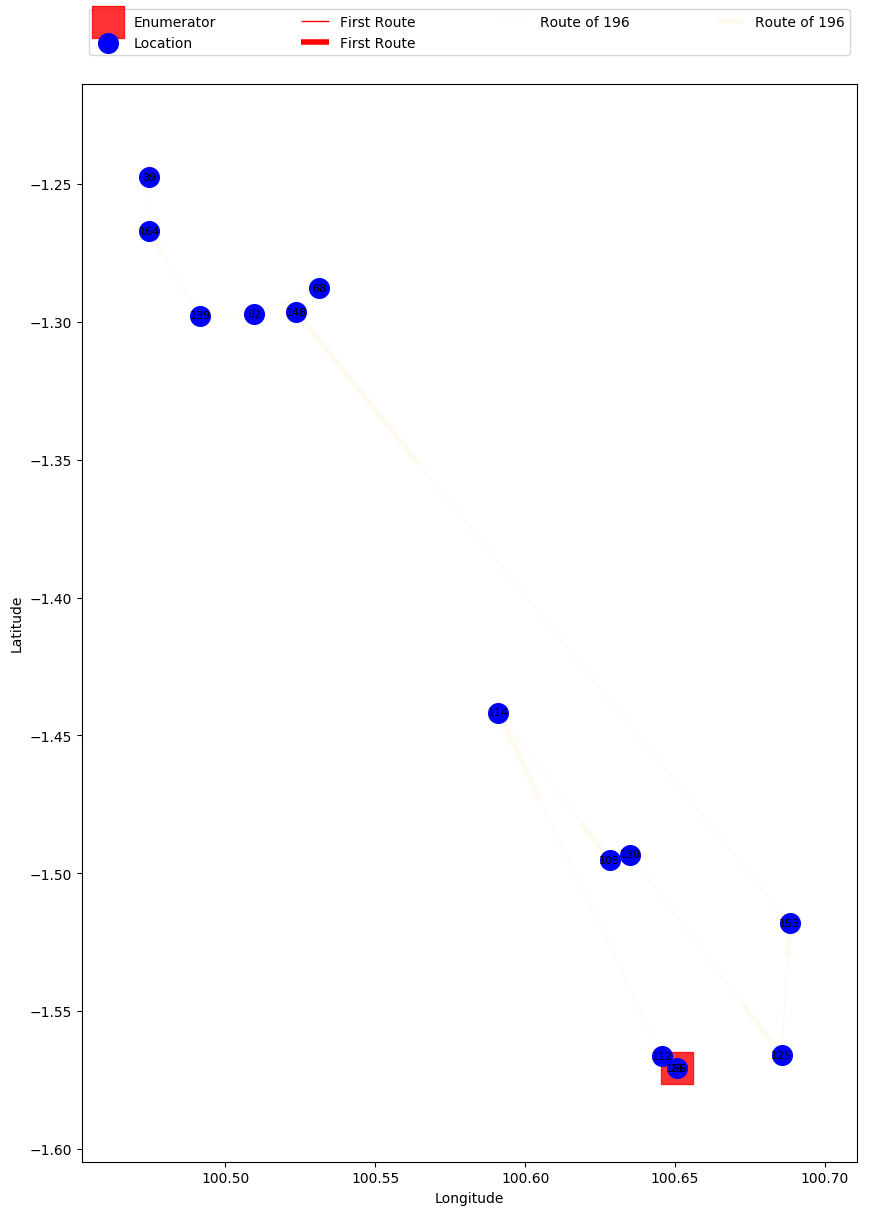 Enumerator
Location
First Route
First Route
Route of 196
Route of 196
Latitude
−1.25
−1.30
−1.35
−1.40
−1.45
−1.50
−1.55
−1.60
39
164
68
148
139
153
125
100.50
100.55
100.60
100.65
100.70
Longitude